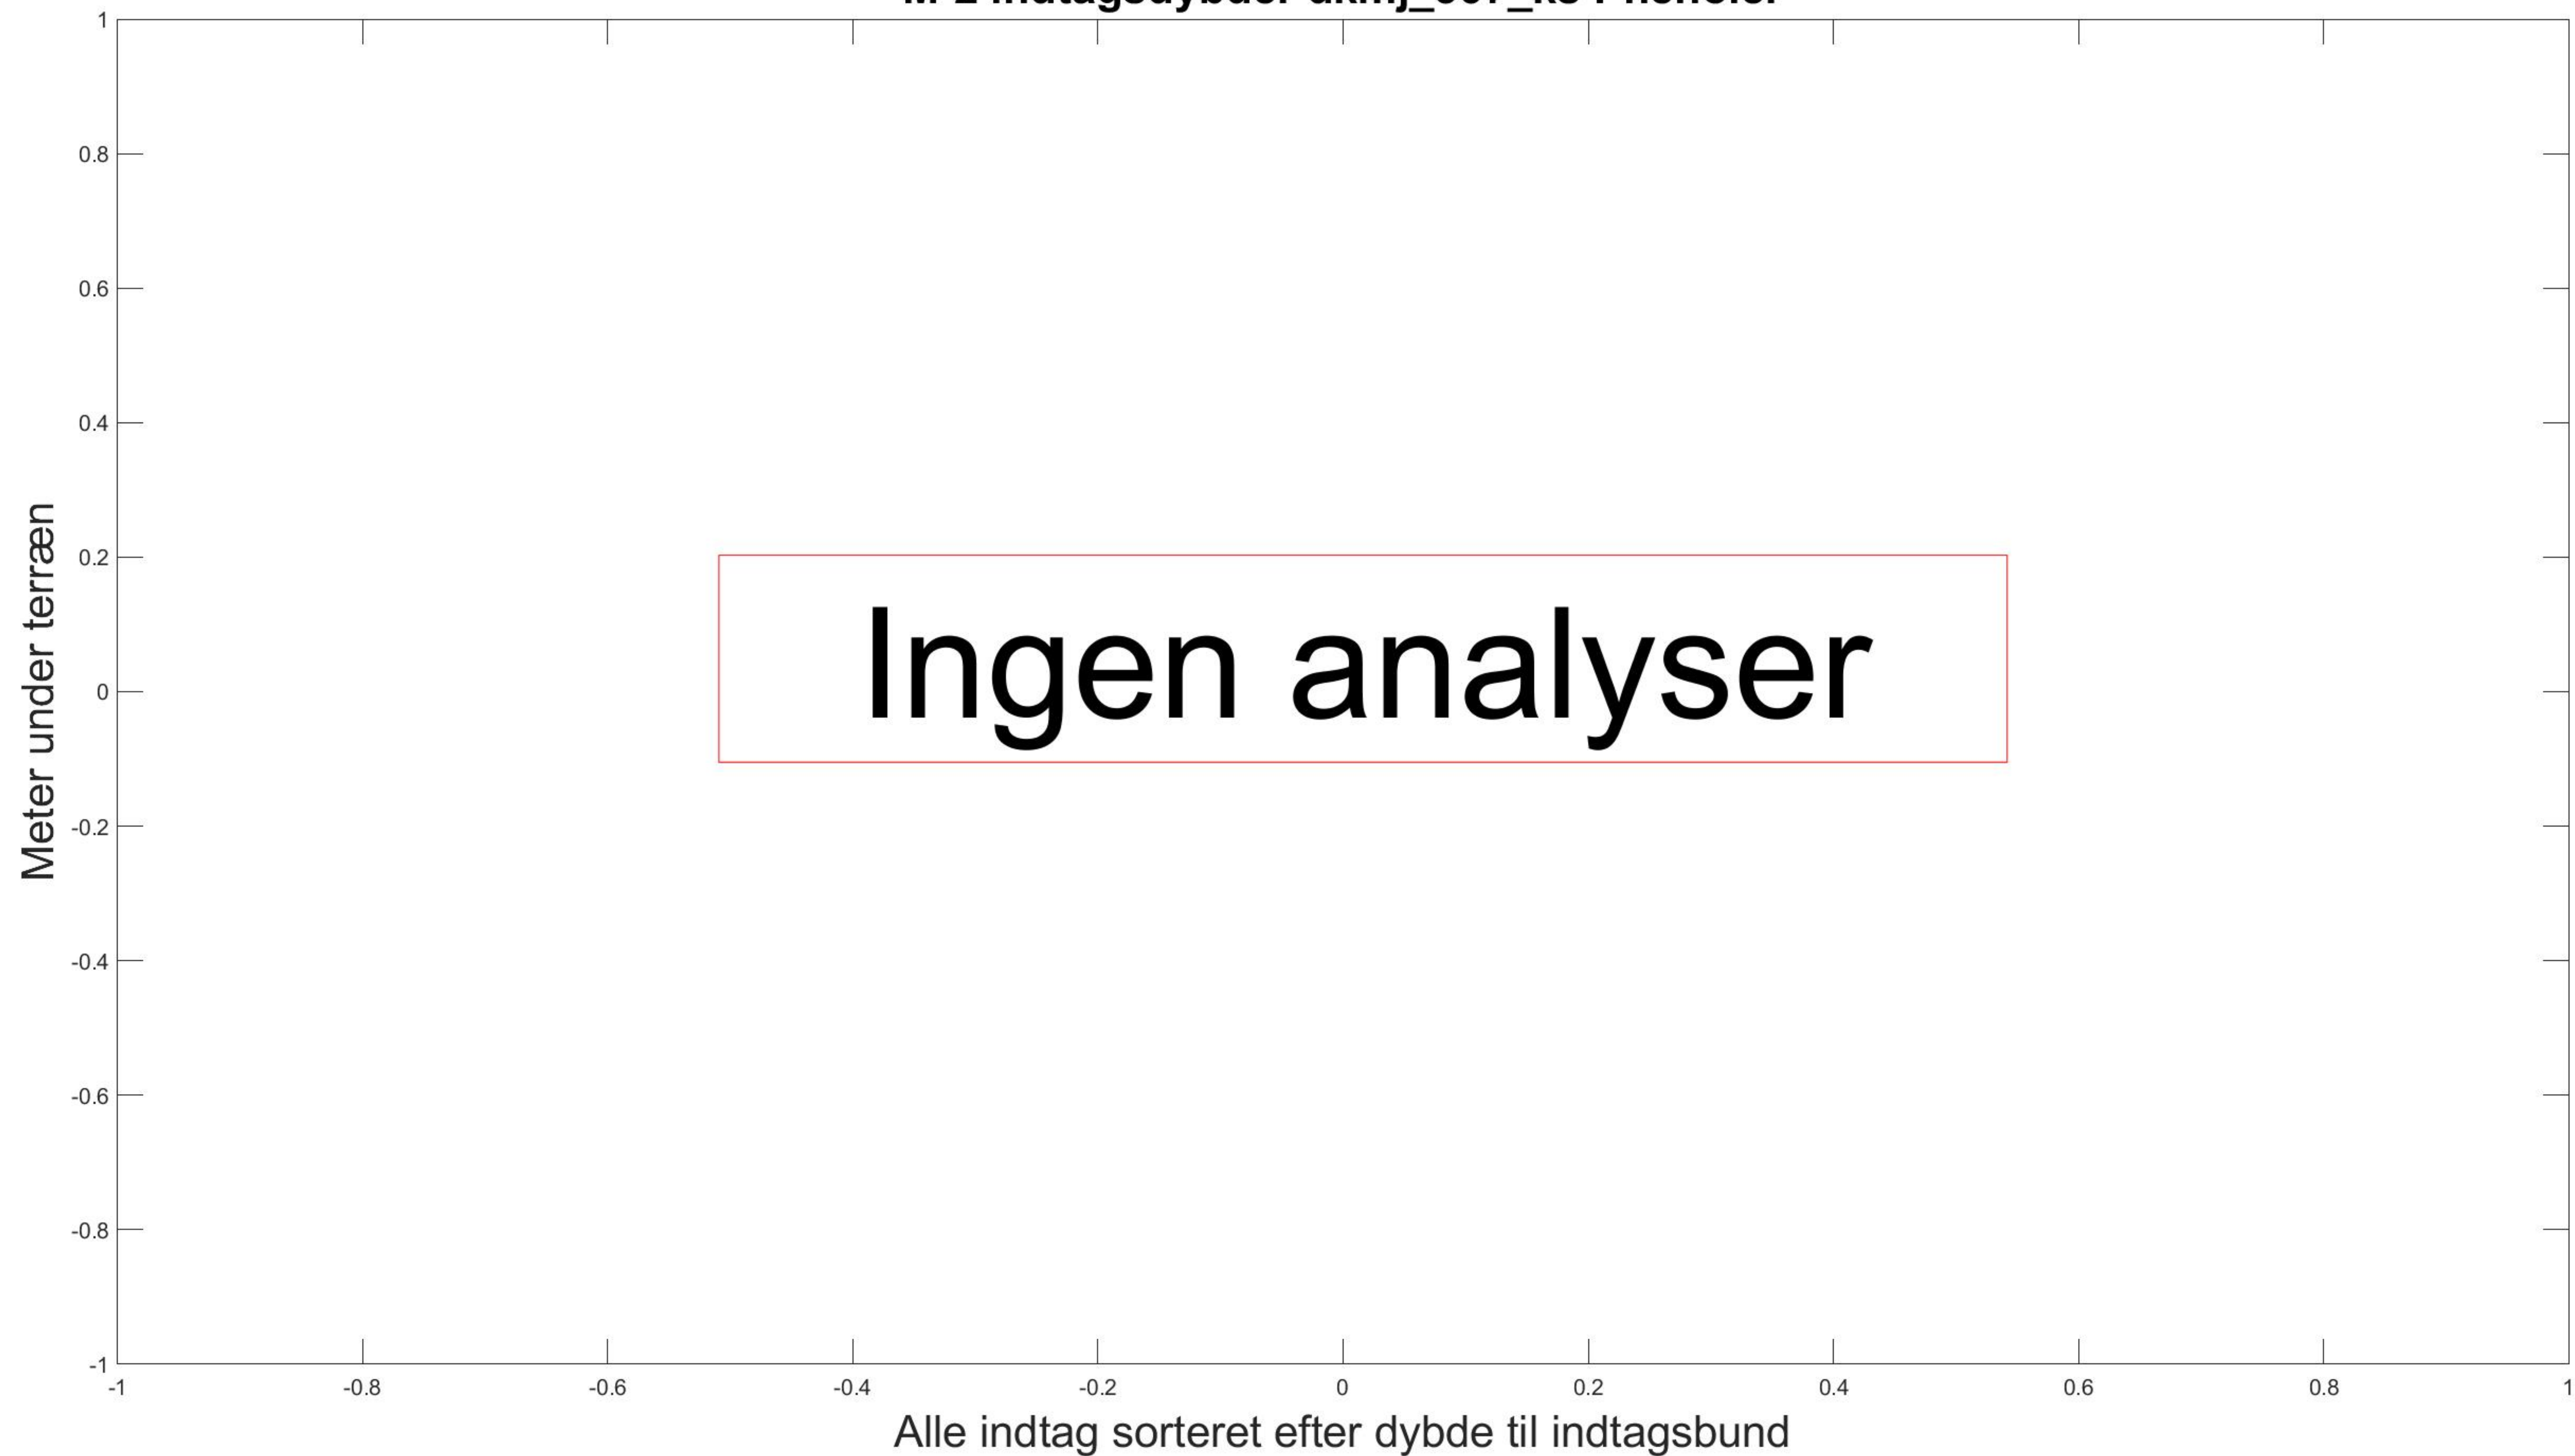 1
0.8
0.6
0.4
0.2
0
-0.2
-0.4
-0.6
-0.8
-1
Meter under terræn
Ingen analyser
-1 -0.8 -0.6 -0.4 -0.2 0 0.2 0.4 0.6 0.8 1
Alle indtag sorteret efter dybde til indtagsbund